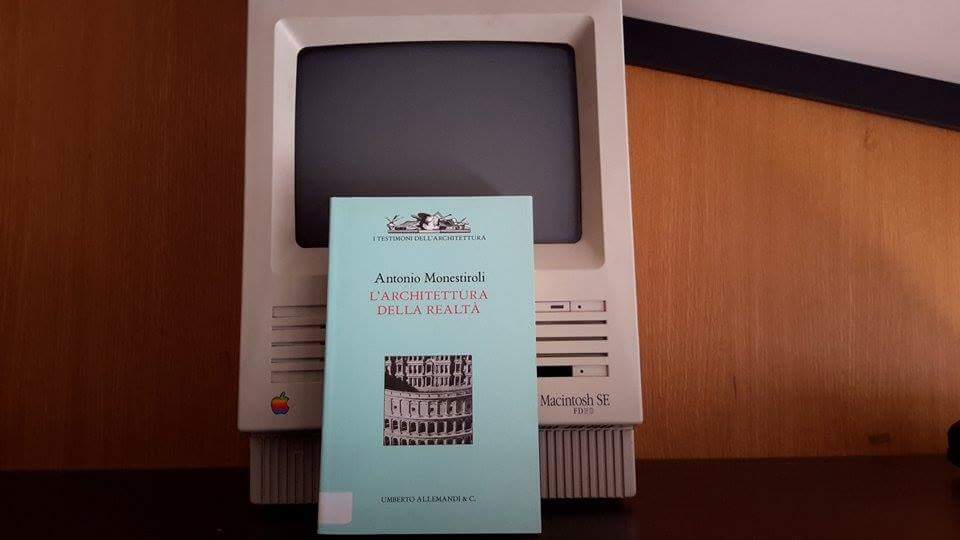 I TESTIMONI DELL'ARCHITETTURA
Antonio Monestiroli
L'ARCHITETTURA
DELLA REALTÀ
UMBERTO ALLEMANDI & C.
Macintosh SE
FDHD